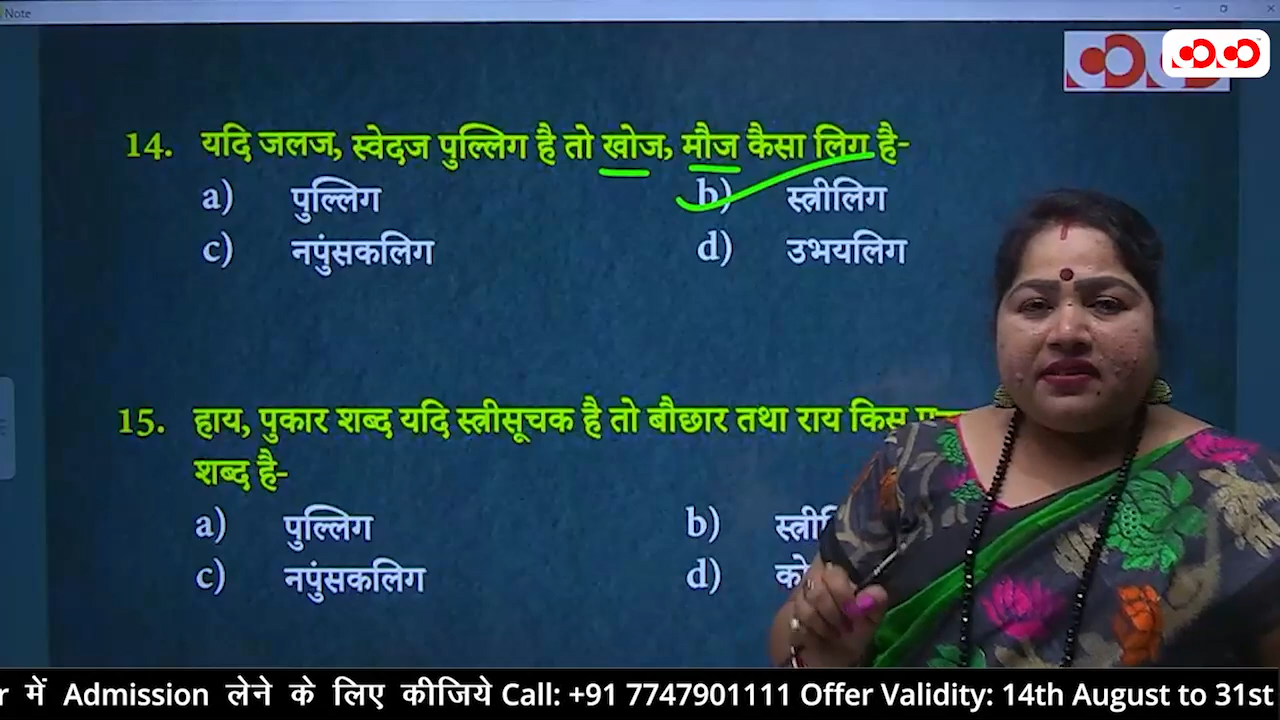 Note
14. यदि जलज, स्वेदज पुल्लिग है तो खोज, मौज कैसा लिग है-
a) पुल्लिग b) स्त्रीलिग
c) नपुंसकलिग d) उभयलिग
15. हाय, पुकार शब्द यदि स्त्रीसूचक है तो बौछार तथा राय किस
शब्द है-
a) पुल्लिग b)
c) नपुंसकलिग d)
में Admission लेने के लिए कीजिये Call: +91 7747901111 Offer Validity: 14th August to 31st